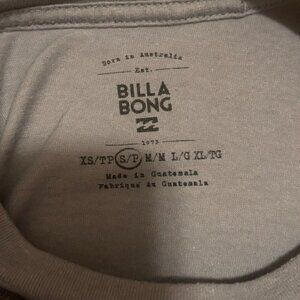 Born in Australia
Est.
BILLA
BONG
1973
XS/TP S/P M/M L/G XL/TG
Made in Guatemala
Fabriqué au Guatemala